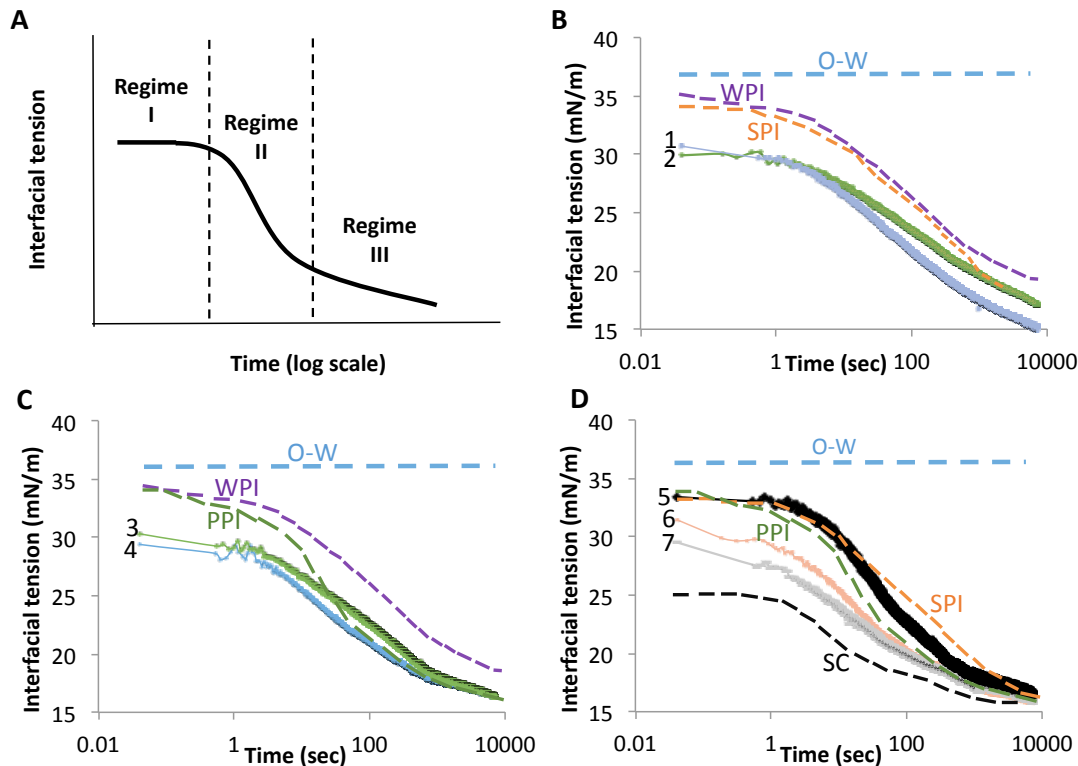 A
Interfacial tension
Regime
I
Regime
II
Regime
III
Time (log scale)
B
Interfacial tension (mN/m)
40
35
30
25
20
15
O-W
WPI
SPI
1
2
0.01
1
100
10000
Time (sec)
C
Interfacial tension (mN/m)
40
35
30
25
20
15
O-W
WPI
PPI
3
4
0.01
1
100
10000
Time (sec)
D
Interfacial tension (mN/m)
40
35
30
25
20
15
O-W
5
6
7
PPI
SPI
SC
0.01
1
100
10000
Time (sec)